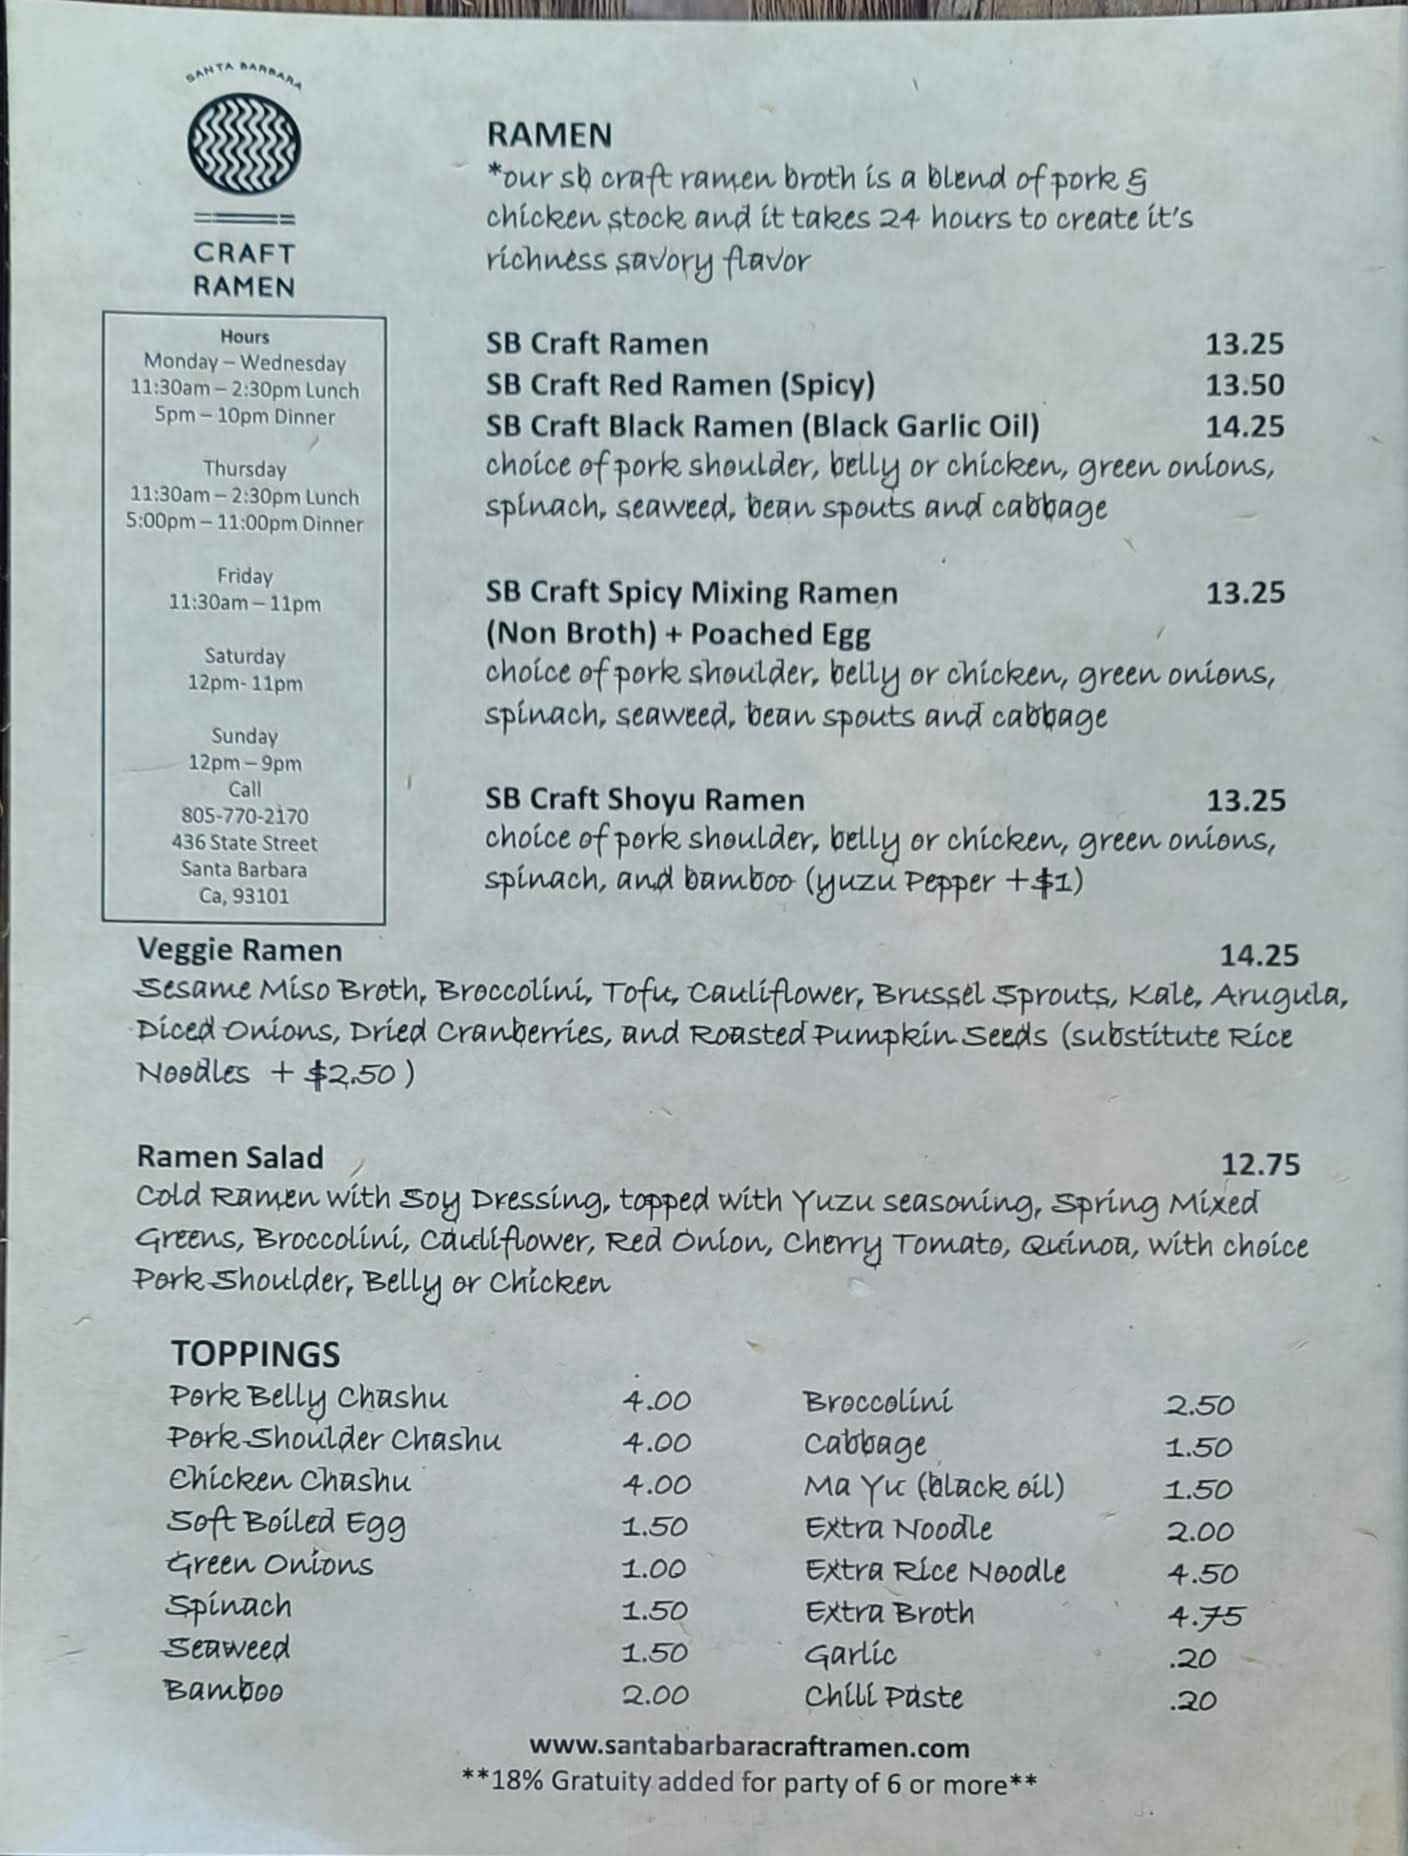 SANTA BARBARA
CRAFT
RAMEN
Hours
Monday – Wednesday
11:30am – 2:30pm Lunch
5pm – 10pm Dinner
Thursday
11:30am – 2:30pm Lunch
5:00pm – 11:00pm Dinner
Friday
11:30am – 11pm
Saturday
12pm- 11pm
Sunday
12pm – 9pm
Call
805-770-2170
436 State Street
Santa Barbara
Ca, 93101
RAMEN
*our sb craft ramen broth is a blend of pork &
chicken stock and it takes 24 hours to create it's
richness savory flavor
SB Craft Ramen 13.25
SB Craft Red Ramen (Spicy) 13.50
SB Craft Black Ramen (Black Garlic Oil) 14.25
choice of pork shoulder, belly or chicken, green onions,
spinach, seaweed, bean spouts and cabbage
SB Craft Spicy Mixing Ramen 13.25
(Non Broth) + Poached Egg
choice of pork shoulder, belly or chicken, green onions,
spinach, seaweed, bean spouts and cabbage
SB Craft Shoyu Ramen 13.25
choice of pork shoulder, belly or chicken, green onions,
spinach, and bamboo (yuzu Pepper +$1)
Veggie Ramen 14.25
Sesame Miso Broth, Broccolini, Tofu, Cauliflower, Brussel Sprouts, Kale, Arugula,
Diced Onions, Dried Cranberries, and Roasted Pumpkin Seeds (substitute Rice
Noodles + $2.50 )
Ramen Salad 12.75
Cold Ramen with Soy Dressing, topped with Yuzu seasoning, Spring Mixed
Greens, Broccolini, Cauliflower, Red Onion, Cherry Tomato, Quinoa, with choice
Pork Shoulder, Belly or Chicken
TOPPINGS
Pork Belly Chashu 4.00 Broccolini 2.50
Pork Shoulder Chashu 4.00 Cabbage 1.50
Chicken Chashu 4.00 Ma Yu (black oil) 1.50
Soft Boiled Egg 1.50 Extra Noodle 2.00
Green Onions 1.00 Extra Rice Noodle 4.50
Spinach 1.50 Extra Broth 4.75
Seaweed 1.50 Garlic .20
Bamboo 2.00 Chili Paste .20
www.santabarbaracraftramen.com
**18% Gratuity added for party of 6 or more**